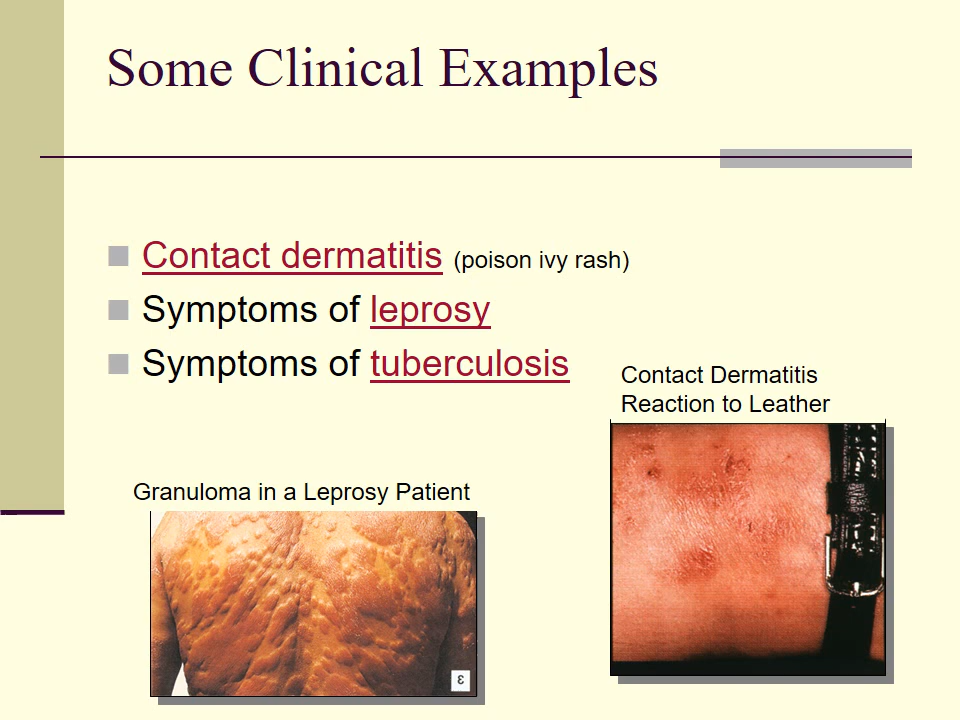 Some Clinical Examples
Contact dermatitis (poison ivy rash)
Symptoms of leprosy
Symptoms of tuberculosis
Contact Dermatitis
Reaction to Leather
Granuloma in a Leprosy Patient
ε